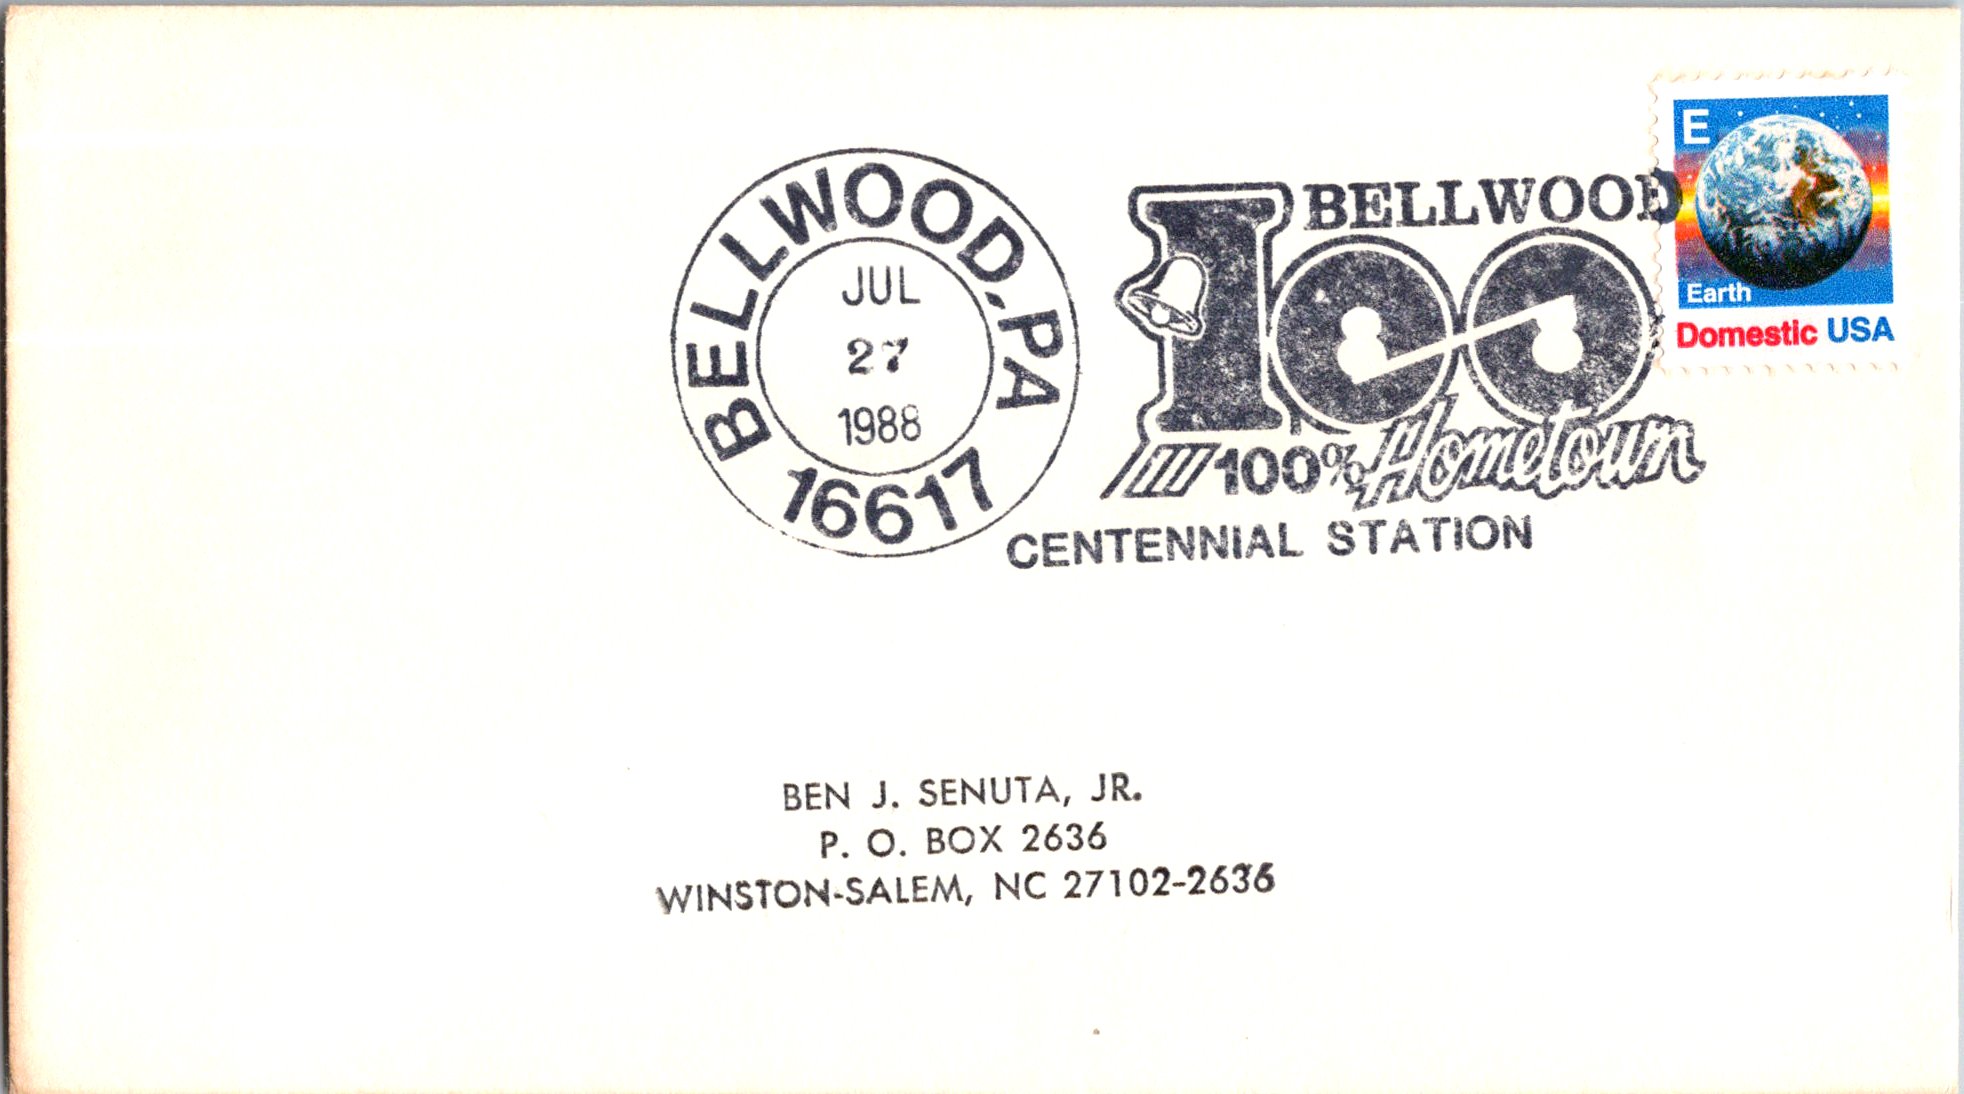 BELLWOOD, PA
JUL
27
1988
16617
BELLWOOD
100
100% Hometown
CENTENNIAL STATION
E
Earth
Domestic USA
BEN J. SENUTA, JR.
P. O. BOX 2636
WINSTON-SALEM, NC 27102-2636